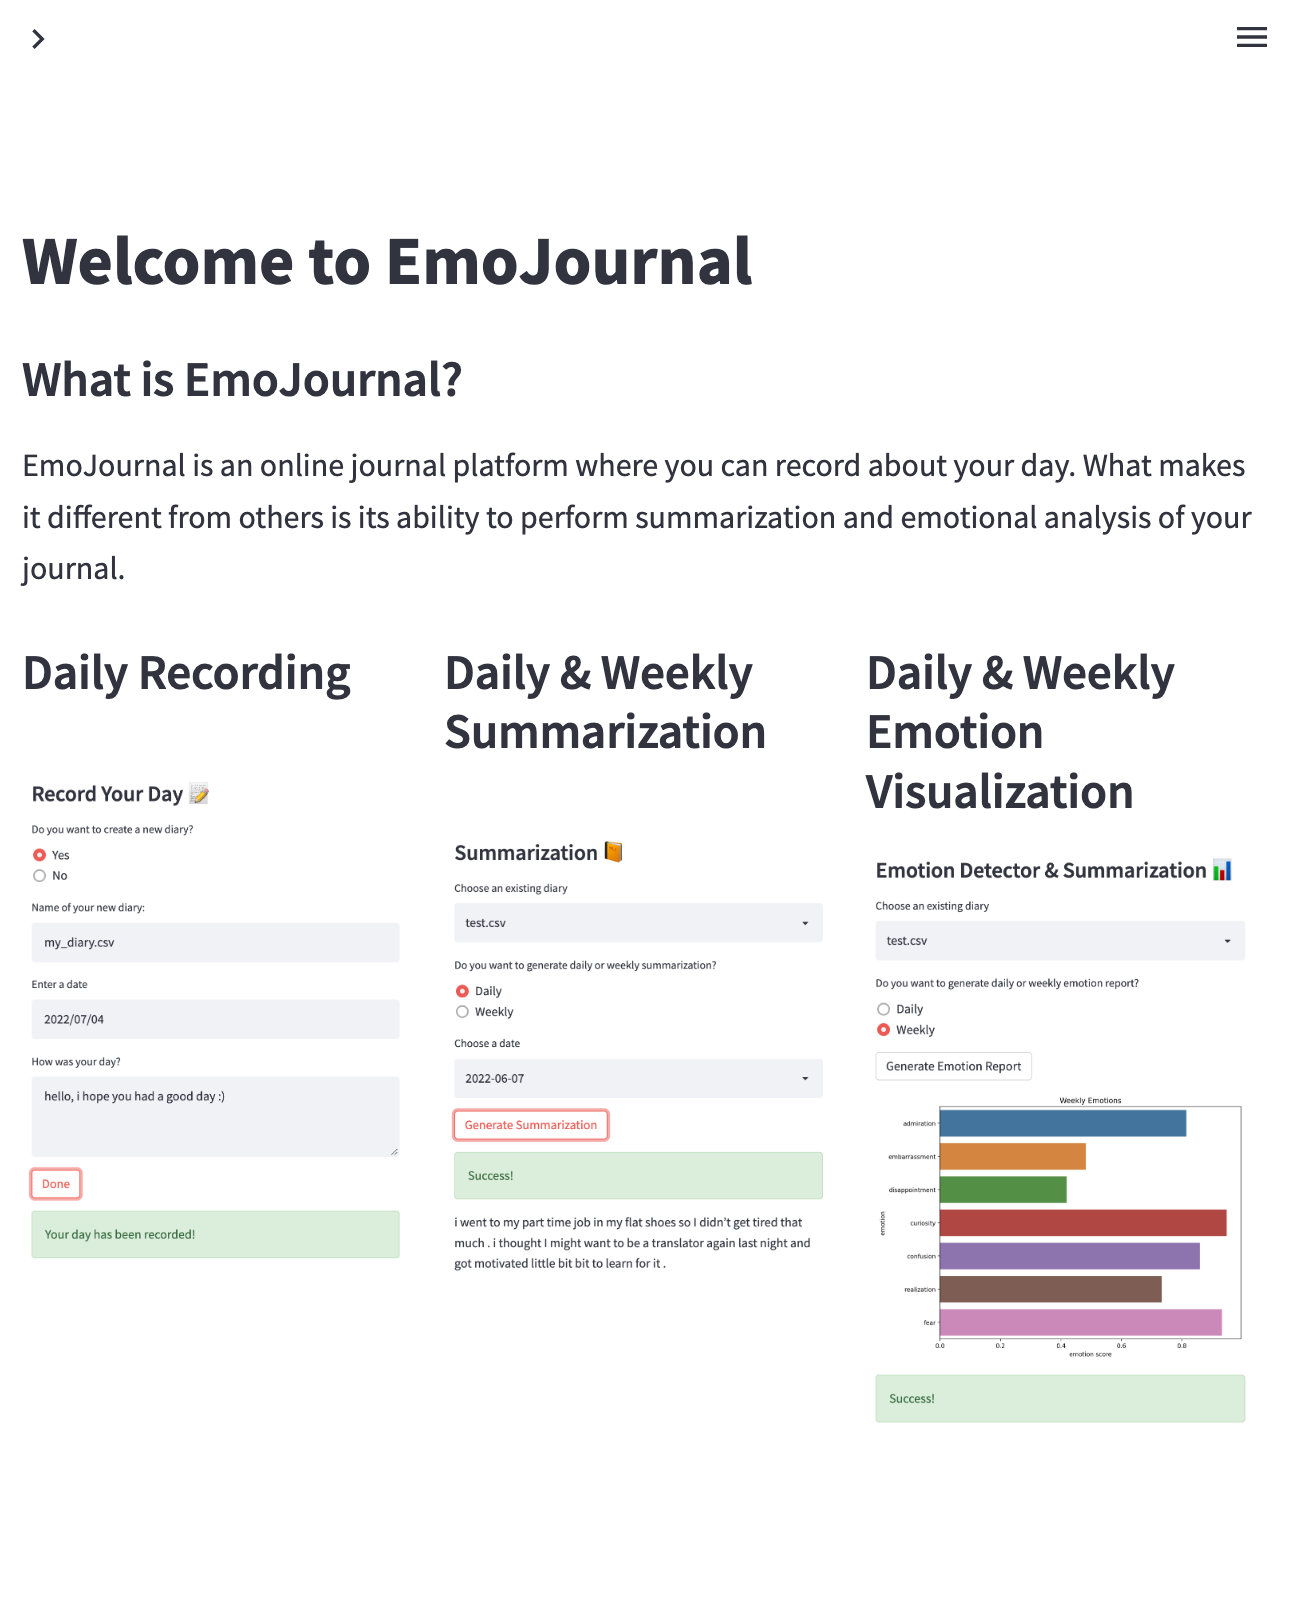 Welcome to EmoJournal
What is EmoJournal?
EmoJournal is an online journal platform where you can record about your day. What makes
it different from others is its ability to perform summarization and emotional analysis of your
journal.
Daily Recording
Record Your Day
Do you want to create a new diary?
Yes
No
Name of your new diary:
my_diary.csv
Enter a date
2022/07/04
How was your day?
hello, i hope you had a good day :)
Done
Your day has been recorded!
Daily & Weekly
Summarization
Summarization
Choose an existing diary
test.csv
Do you want to generate daily or weekly summarization?
Daily
Weekly
Choose a date
2022-06-07
Generate Summarization
Success!
i went to my part time job in my flat shoes so I didn't get tired that
much . i thought I might want to be a translator again last night and
got motivated little bit bit to learn for it .
Daily & Weekly
Emotion
Visualization
Emotion Detector & Summarization
Choose an existing diary
test.csv
Do you want to generate daily or weekly emotion report?
Daily
Weekly
Generate Emotion Report
Weekly Emotions
admiration
embarrassment
disappointment
curiosity
confusion
realization
fear
emotion
0.0 0.2 0.4 0.6 0.8
emotion score
Success!